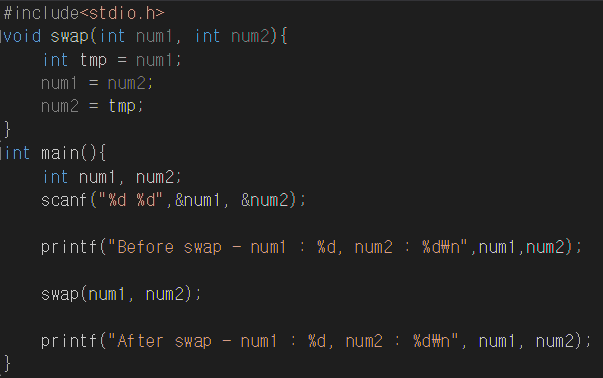 #include<stdio.h>
void swap(int num1, int num2){
    int tmp = num1;
    num1 = num2;
    num2 = tmp;
}
int main(){
    int num1, num2;
    scanf("%d %d",&num1, &num2);
    printf("Before swap - num1 : %d, num2 : %d₩n",num1,num2);
    swap(num1, num2);
    printf("After swap - num1 : %d, num2 : %d₩n", num1, num2);
}